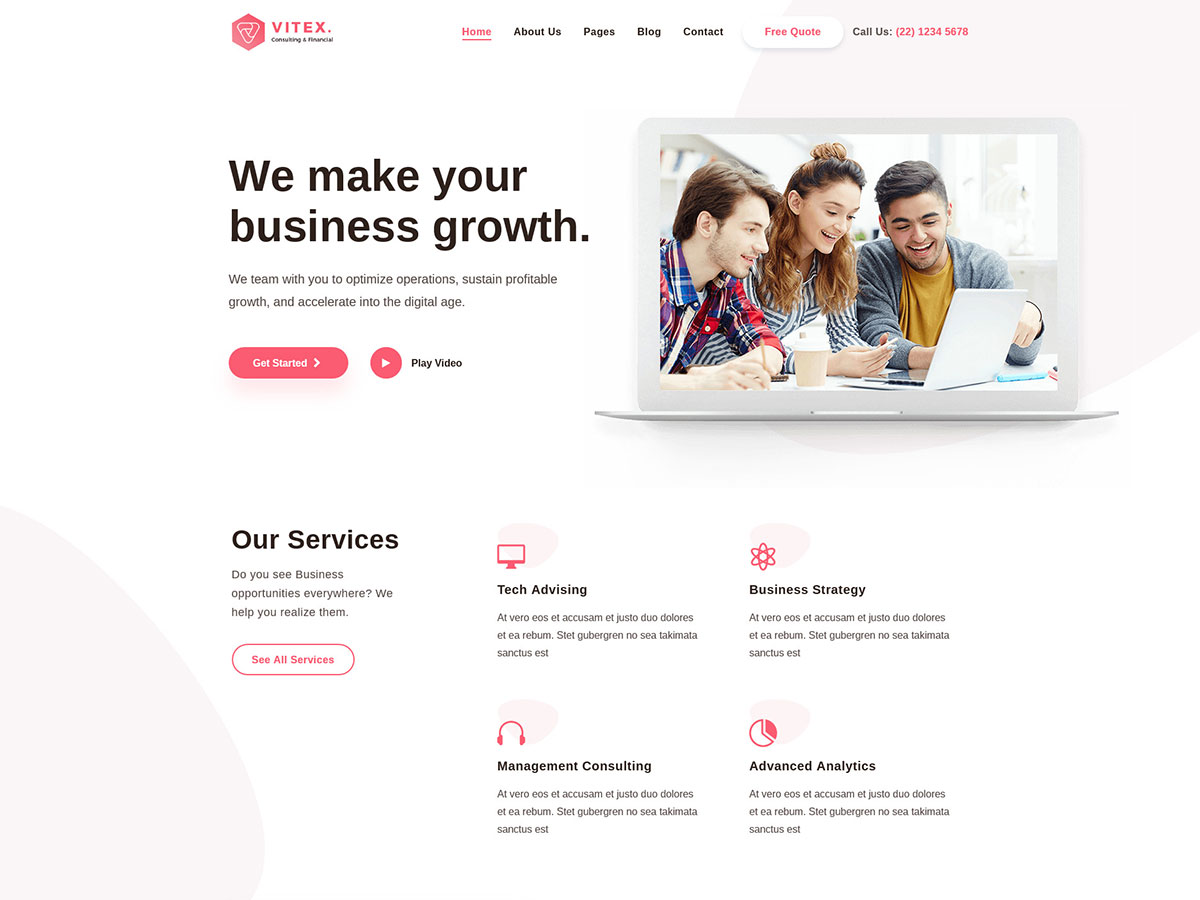 VITEX.
Consulting & Financial
Home About Us Pages Blog Contact Free Quote Call Us: (22) 1234 5678
We make your
business growth.
We team with you to optimize operations, sustain profitable
growth, and accelerate into the digital age.
Get Started Play Video
Our Services
Do you see Business
opportunities everywhere? We
help you realize them.
See All Services
Tech Advising
At vero eos et accusam et justo duo dolores
et ea rebum. Stet gubergren no sea takimata
sanctus est
Business Strategy
At vero eos et accusam et justo duo dolores
et ea rebum. Stet gubergren no sea takimata
sanctus est
Management Consulting
At vero eos et accusam et justo duo dolores
et ea rebum. Stet gubergren no sea takimata
sanctus est
Advanced Analytics
At vero eos et accusam et justo duo dolores
et ea rebum. Stet gubergren no sea takimata
sanctus est